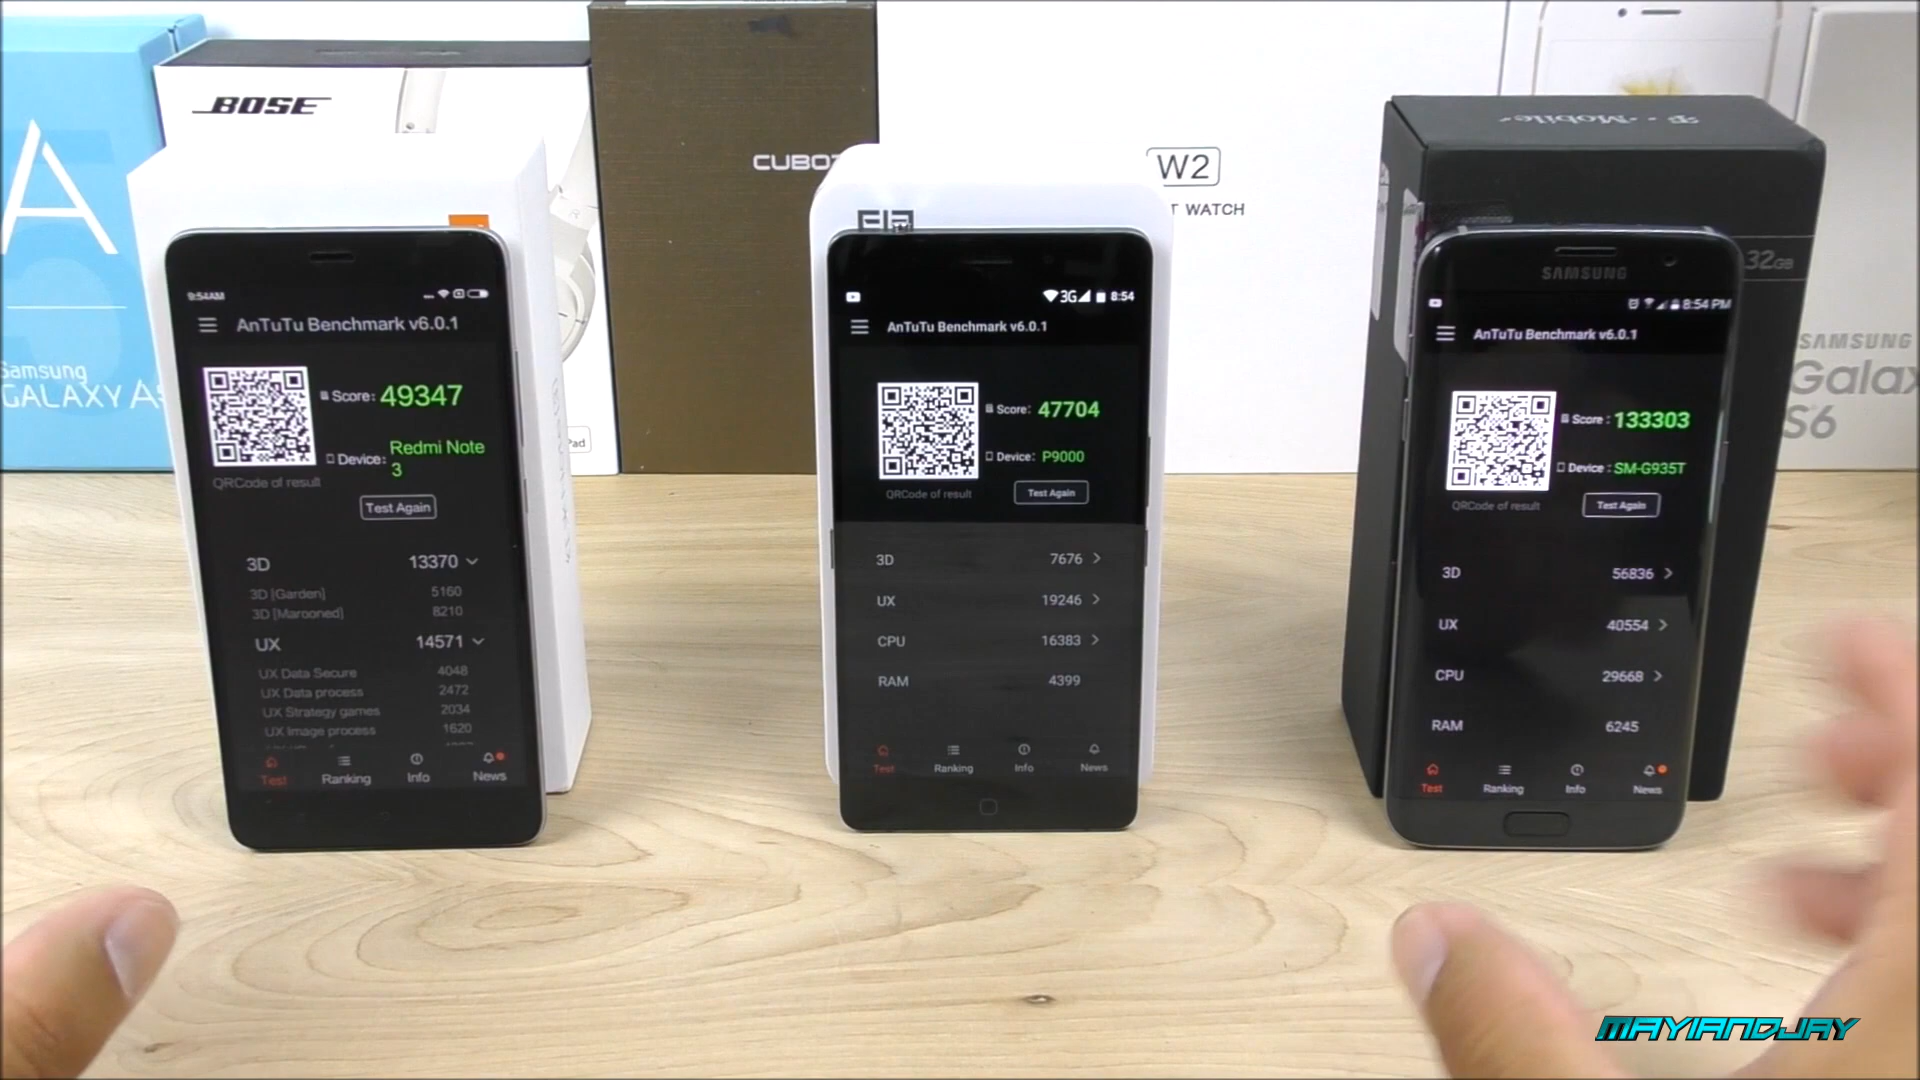 BOSE
CUBOT
W2
T WATCH
T-Mobile
32GB
A
Samsung
GALAXY A
SAMSUNG
Galaxy
S6
Pad
9:54AM
AnTuTu Benchmark v6.0.1
Score: 49347
Device: Redmi Note
3
QRCode of result
Test Again
3D 13370
3D [Garden] 5160
3D [Marooned] 8210
UX 14571
UX Data Secure 4048
UX Data process 2472
UX Strategy games 2034
UX Image process 1620
Test Ranking Info News
3G 8:54
AnTuTu Benchmark v6.0.1
Score: 47704
Device: P9000
QRCode of result
Test Again
3D 7676
UX 19246
CPU 16383
RAM 4399
Test Ranking Info News
SAMSUNG
8:54 PM
AnTuTu Benchmark v6.0.1
Score : 133303
Device : SM-G935T
QRCode of result
Test Again
3D 56836
UX 40554
CPU 29668
RAM 6245
Test Ranking Info News
MAYIANDJAY